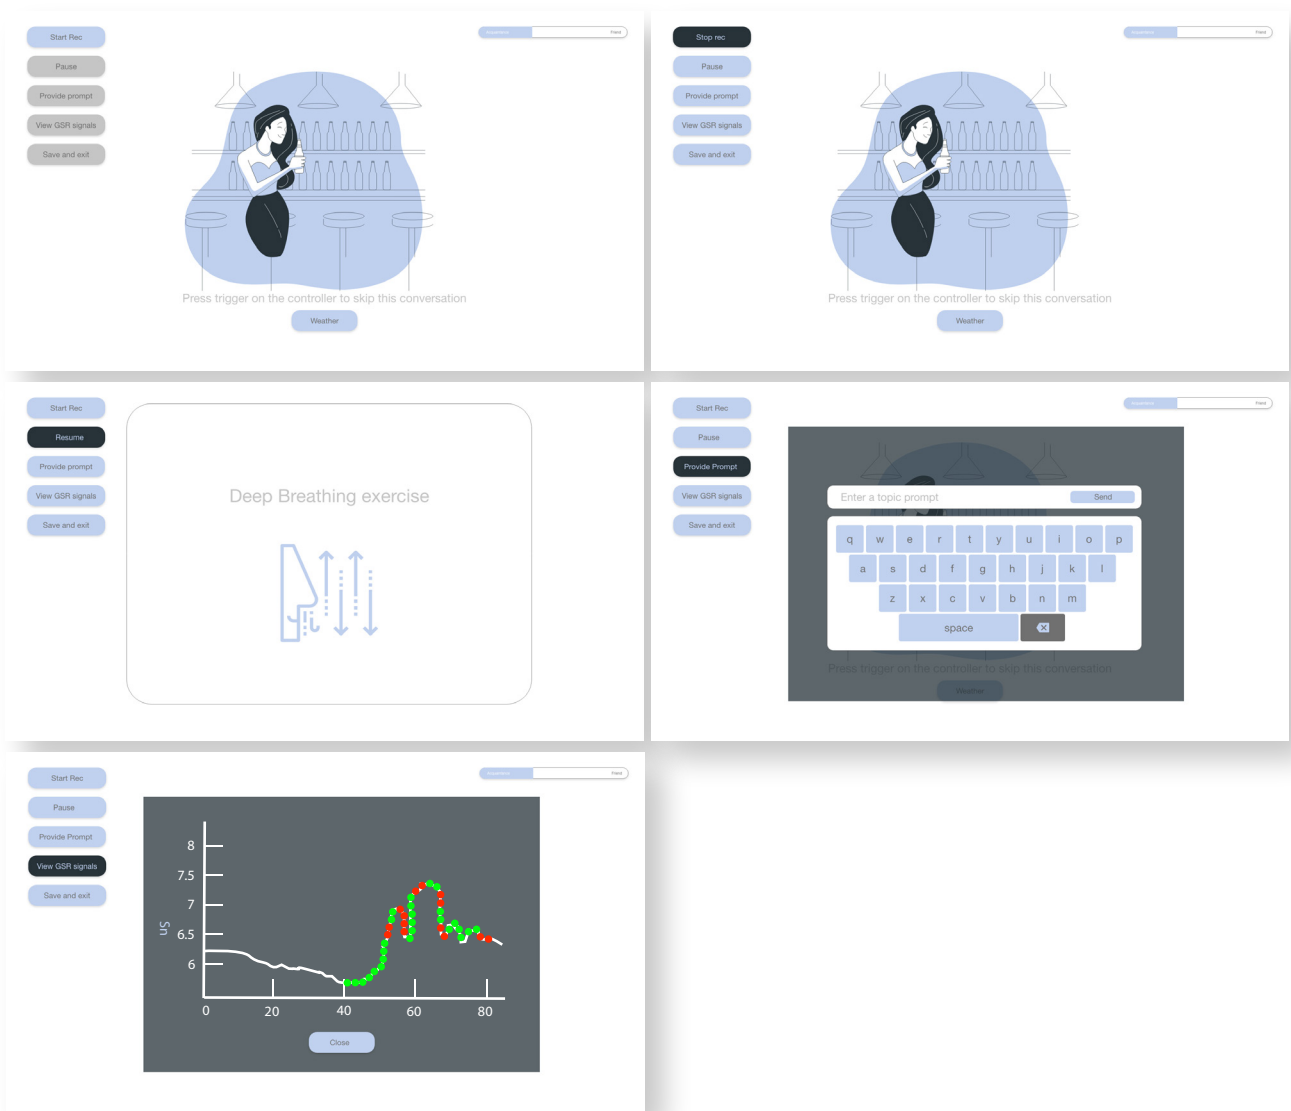 Start Rec
Pause
Provide prompt
View GSR signals
Save and exit
Friend
Press trigger on the controller to skip this conversation
Weather
Stop rec
Pause
Provide prompt
View GSR signals
Save and exit
Friend
Press trigger on the controller to skip this conversation
Weather
Start Rec
Resume
Provide prompt
View GSR signals
Save and exit
Deep Breathing exercise
Start Rec
Pause
Provide Prompt
View GSR signals
Save and exit
Friend
Enter a topic prompt
Send
q w e r t y u i o p
a s d f g h j k l
z x c v b n m
space
Press trigger on the controller to skip this conversation
Weather
Start Rec
Pause
Provide Prompt
View GSR signals
Save and exit
Friend
8
7.5
7
6.5
6
Sn
0 20 40 60 80
Close